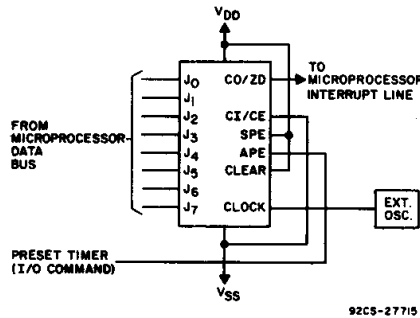 VDD
J0 CO/ZD
TO
MICROPROCESSOR
INTERRUPT LINE
J1
J2 CI/CE
J3 SPE
J4 APE
J5 CLEAR
J6
J7 CLOCK
FROM
MICROPROCESSOR
DATA
BUS
EXT.
OSC.
PRESET TIMER
(I/O COMMAND)
VSS
92CS-27715